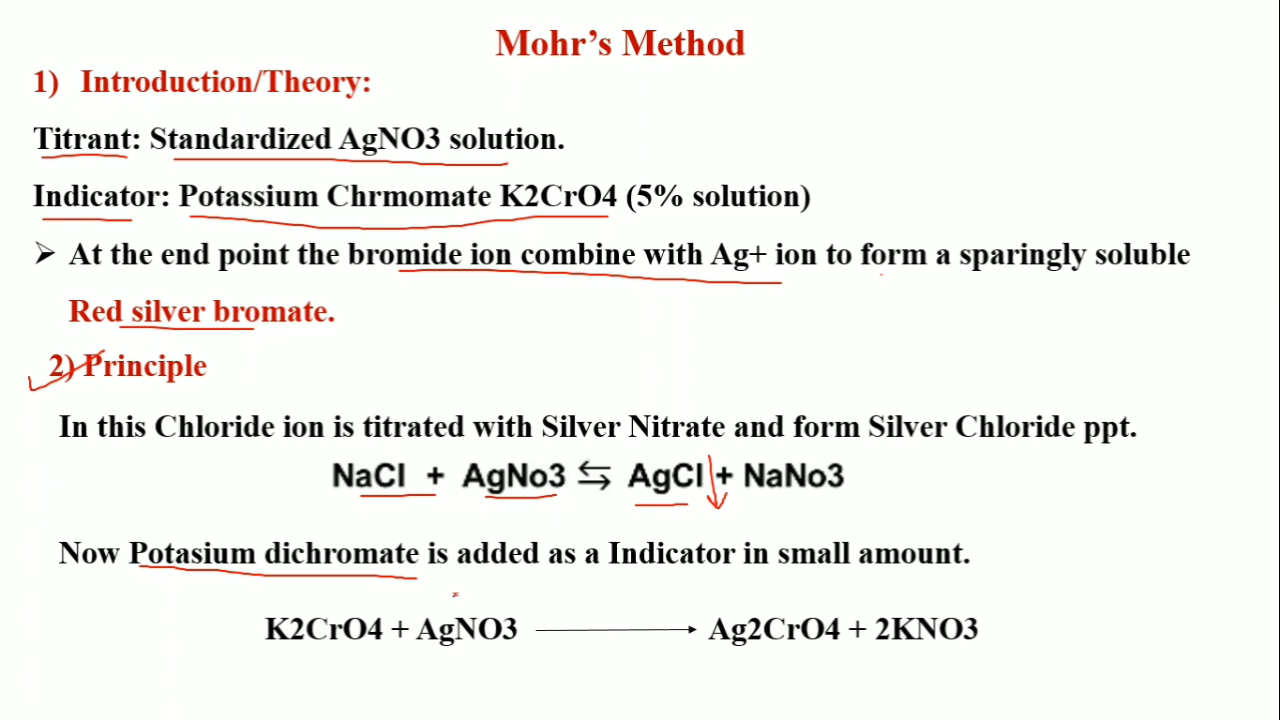 Mohr’s Method
1) Introduction/Theory:
Titrant: Standardized AgNO3 solution.
Indicator: Potassium Chrmomate K2CrO4 (5% solution)
➢ At the end point the bromide ion combine with Ag+ ion to form a sparingly soluble
Red silver bromate.
2) Principle
In this Chloride ion is titrated with Silver Nitrate and form Silver Chloride ppt.
NaCl + AgNo3 ⇆ AgCl + NaNo3
Now Potasium dichromate is added as a Indicator in small amount.
K2CrO4 + AgNO3 → Ag2CrO4 + 2KNO3